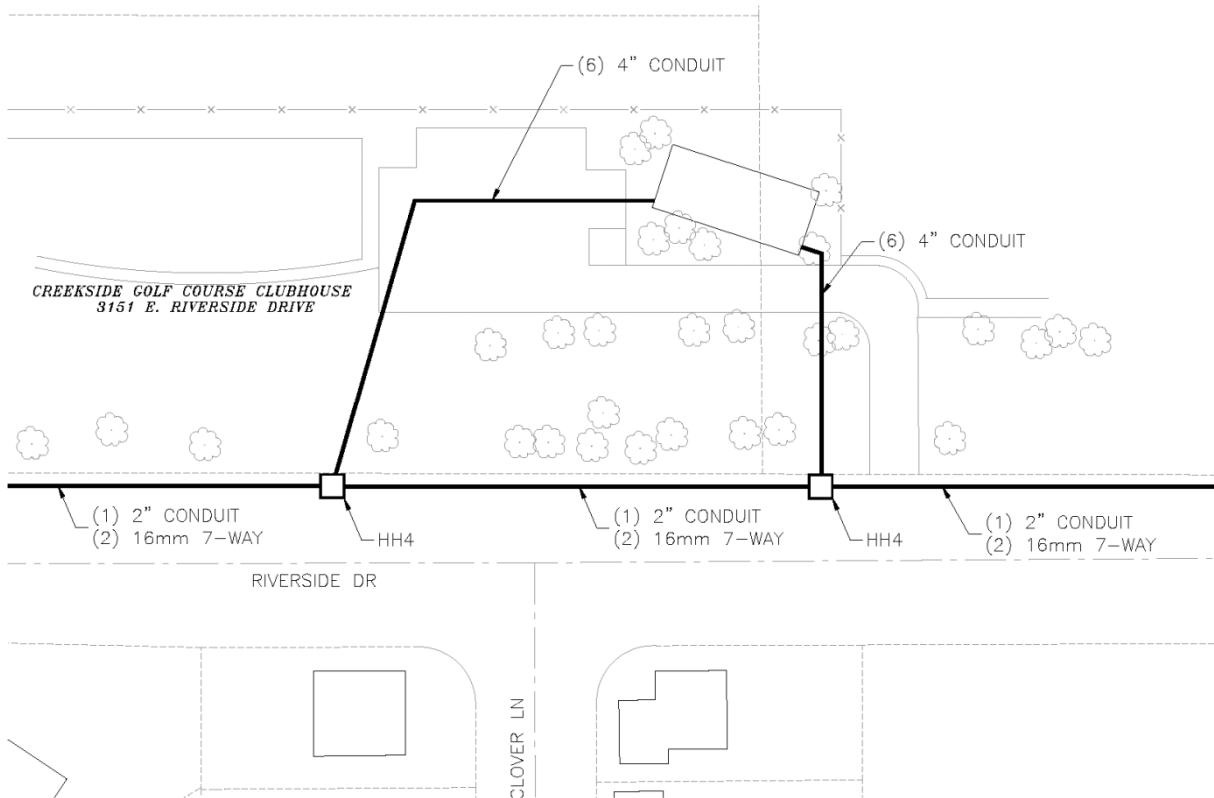 (6) 4” CONDUIT
(6) 4” CONDUIT
CREEKSIDE GOLF COURSE CLUBHOUSE
3151 E. RIVERSIDE DRIVE
(1) 2” CONDUIT
(2) 16mm 7-WAY
HH4
(1) 2” CONDUIT
(2) 16mm 7-WAY
HH4
(1) 2” CONDUIT
(2) 16mm 7-WAY
RIVERSIDE DR
CLOVER LN